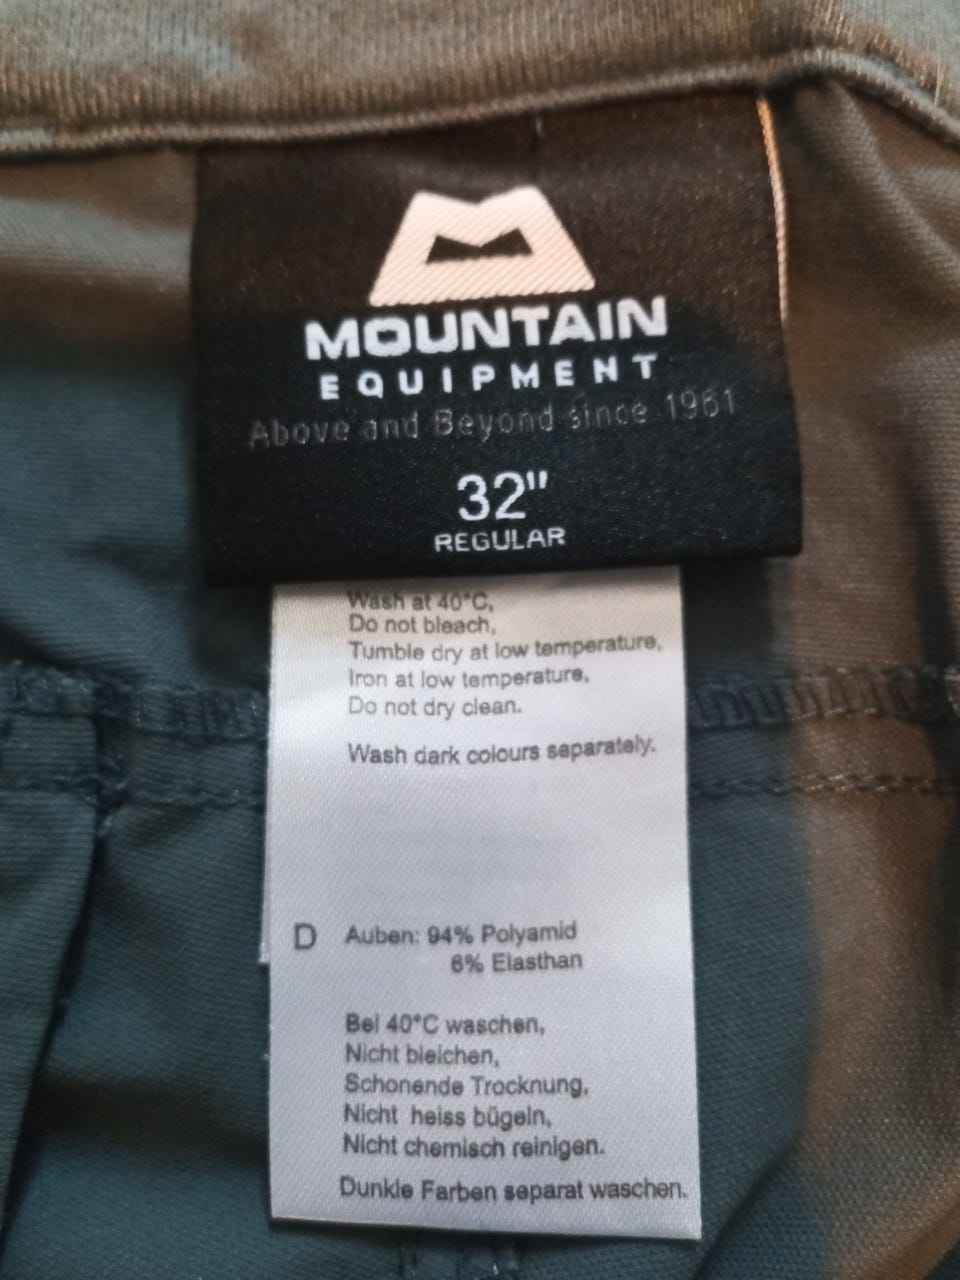 MOUNTAIN
EQUIPMENT
Above and Beyond since 1961
32"
REGULAR
Wash at 40°C,
Do not bleach,
Tumble dry at low temperature,
Iron at low temperature,
Do not dry clean.
Wash dark colours separately.
D Auben: 94% Polyamid
6% Elasthan
Bei 40°C waschen,
Nicht bleichen,
Schonende Trocknung,
Nicht heiss bügeln,
Nicht chemisch reinigen.
Dunkle Farben separat waschen.